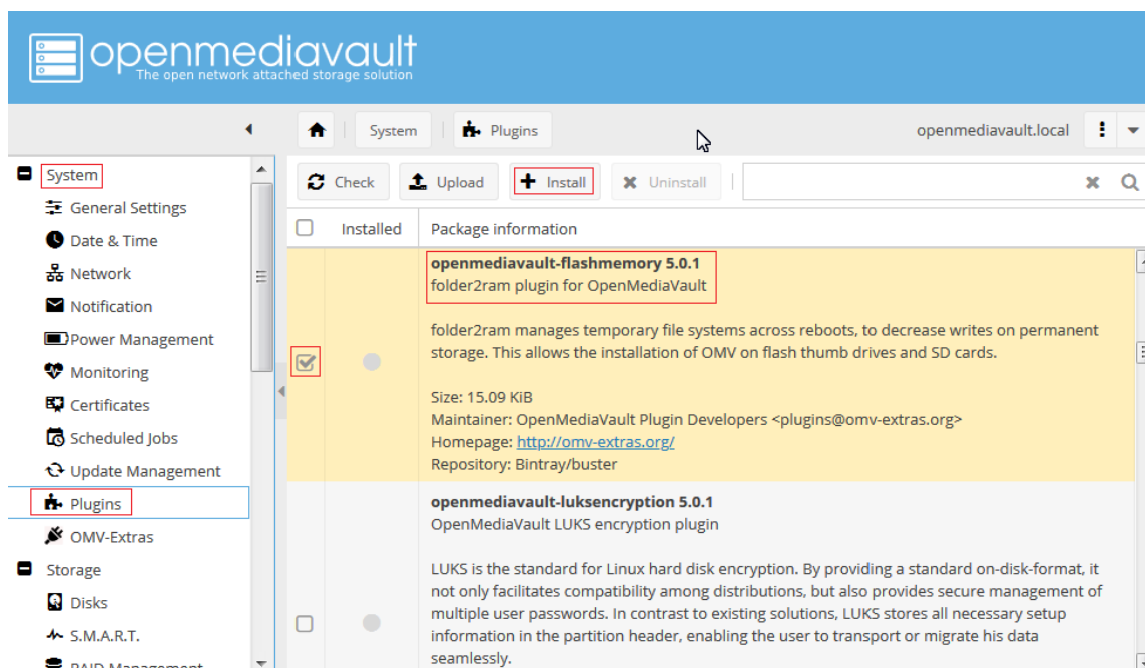 openmediavault
The open network attached storage solution
System
Plugins
openmediavault.local
System
General Settings
Date & Time
Network
Notification
Power Management
Monitoring
Certificates
Scheduled Jobs
Update Management
Plugins
OMV-Extras
Storage
Disks
S.M.A.R.T.
RAID Management
Check
Upload
Install
Uninstall
Installed
Package information
openmediavault-flashmemory 5.0.1
folder2ram plugin for OpenMediaVault
folder2ram manages temporary file systems across reboots, to decrease writes on permanent
storage. This allows the installation of OMV on flash thumb drives and SD cards.
Size: 15.09 KiB
Maintainer: OpenMediaVault Plugin Developers <plugins@omv-extras.org>
Homepage: http://omv-extras.org/
Repository: Bintray/buster
openmediavault-luksencryption 5.0.1
OpenMediaVault LUKS encryption plugin
LUKS is the standard for Linux hard disk encryption. By providing a standard on-disk-format, it
not only facilitates compatibility among distributions, but also provides secure management of
multiple user passwords. In contrast to existing solutions, LUKS stores all necessary setup
information in the partition header, enabling the user to transport or migrate his data
seamlessly.